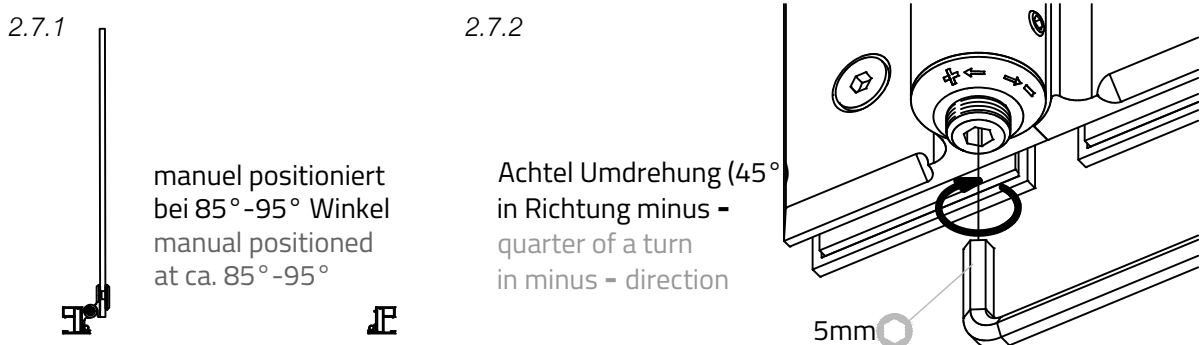 2.7.1
manuel positioniert
bei 85°-95° Winkel
manual positioned
at ca. 85°-95°
2.7.2
Achtel Umdrehung (45°)
in Richtung minus -
quarter of a turn
in minus - direction
+ ← → -
5mm